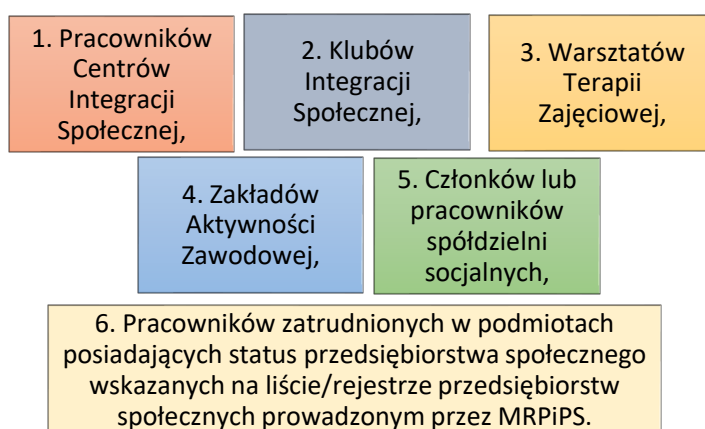 1. Pracowników
Centrów
Integracji
Społecznej,
2. Klubów
Integracji
Społecznej,
3. Warsztatów
Terapii
Zajęciowej,
4. Zakładów
Aktywności
Zawodowej,
5. Członków lub
pracowników
spółdzielni
socjalnych,
6. Pracowników zatrudnionych w podmiotach
posiadających status przedsiębiorstwa społecznego
wskazanych na liście/rejestrze przedsiębiorstw
społecznych prowadzonym przez MRPiPS.